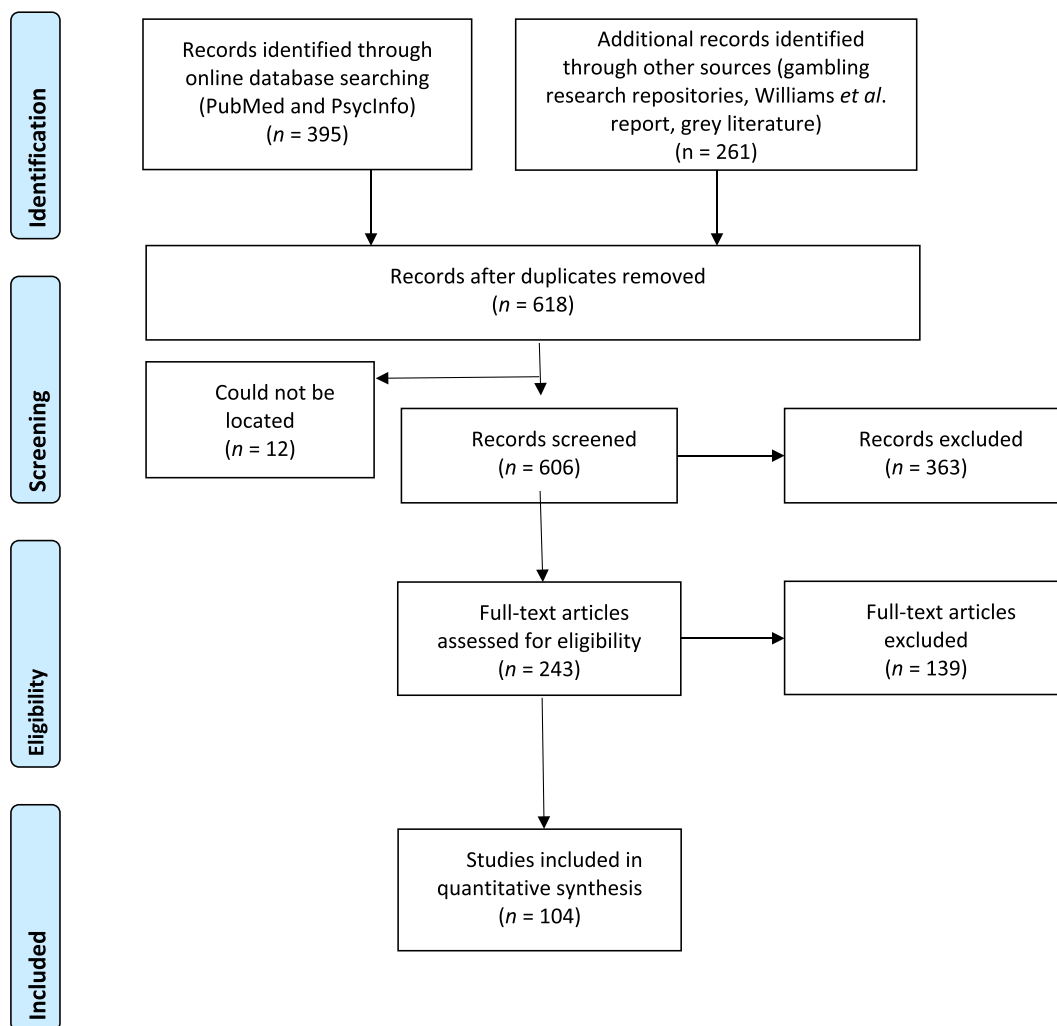 Identification
Records identified through
online database searching
(PubMed and PsycInfo)
(n = 395)
Additional records identified
through other sources (gambling
research repositories, Williams et al.
report, grey literature)
(n = 261)
Records after duplicates removed
(n = 618)
Screening
Could not be
located
(n = 12)
Records screened
(n = 606)
Records excluded
(n = 363)
Eligibility
Full-text articles
assessed for eligibility
(n = 243)
Full-text articles
excluded
(n = 139)
Included
Studies included in
quantitative synthesis
(n = 104)